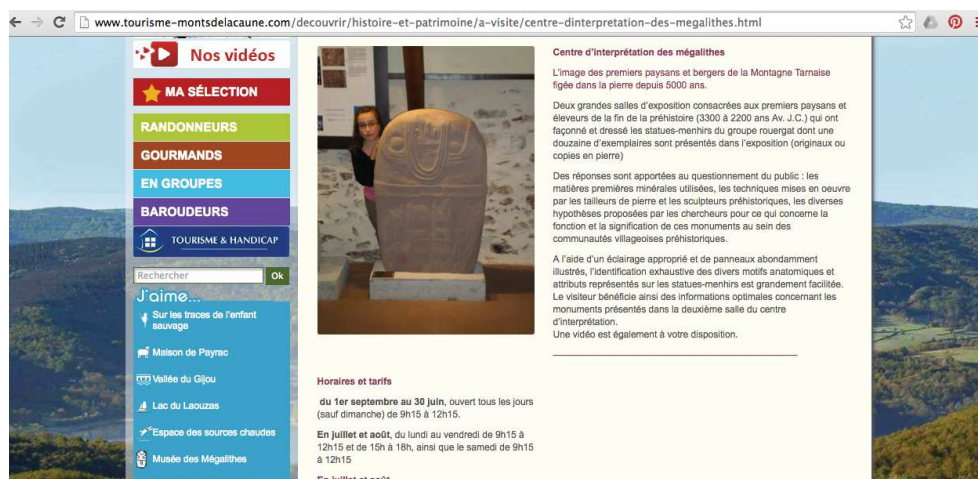 www.tourisme-montsdelacaune.com/decouvrir/histoire-et-patrimoine/a-visite/centre-dinterpretation-des-megalithes.html
Nos vidéos
MA SÉLECTION
RANDONNEURS
GOURMANDS
EN GROUPES
BAROUDEURS
TOURISME & HANDICAP
Rechercher
Ok
J'aime...
Sur les traces de l'enfant
sauvage
Maison de Payrac
Vallée du Gijou
Lac du Laouzas
Espace des sources chaudes
Musée des Mégalithes
Centre d'interprétation des mégalithes
L'image des premiers paysans et bergers de la Montagne Tarnaise
figée dans la pierre depuis 5000 ans.
Deux grandes salles d'exposition consacrées aux premiers paysans et
éleveurs de la fin de la préhistoire (3300 à 2200 ans Av. J.C.) qui ont
façonné et dressé les statues-menhirs du groupe rouergat dont une
douzaine d'exemplaires sont présentés dans l'exposition (originaux ou
copies en pierre)
Des réponses sont apportées au questionnement du public : les
matières premières minérales utilisées, les techniques mises en oeuvre
par les tailleurs de pierre et les sculpteurs préhistoriques, les diverses
hypothèses proposées par les chercheurs pour ce qui concerne la
fonction et la signification de ces monuments au sein des
communautés villageoises préhistoriques.
A l'aide d'un éclairage approprié et de panneaux abondamment
illustrés, l'identification exhaustive des divers motifs anatomiques et
attributs représentés sur les statues-menhirs est grandement facilitée.
Le visiteur bénéficie ainsi des informations optimales concernant les
monuments présentés dans la deuxième salle du centre
d'interprétation.
Une vidéo est également à votre disposition.
Horaires et tarifs
du 1er septembre au 30 juin, ouvert tous les jours
(sauf dimanche) de 9h15 à 12h15.
En juillet et août, du lundi au vendredi de 9h15 à
12h15 et de 15h à 18h, ainsi que le samedi de 9h15
à 12h15
En juillet et août